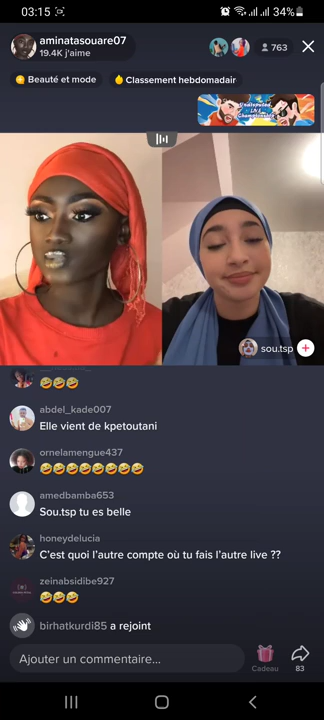 03:15
34%
aminatasouare07
19.4K j'aime
763
Beauté et mode
Classement hebdomadair
sou.tsp
abdel_kade007
Elle vient de kpetoutani
ornelamengue437
🤣🤣🤣🤣🤣🤣🤣🤣
amedbamba653
Sou.tsp tu es belle
honeydelucia
C'est quoi l'autre compte où tu fais l'autre live ??
zeinabsidibe927
🤣🤣🤣
birhatkurdi85 a rejoint
Ajouter un commentaire...
Cadeau
83